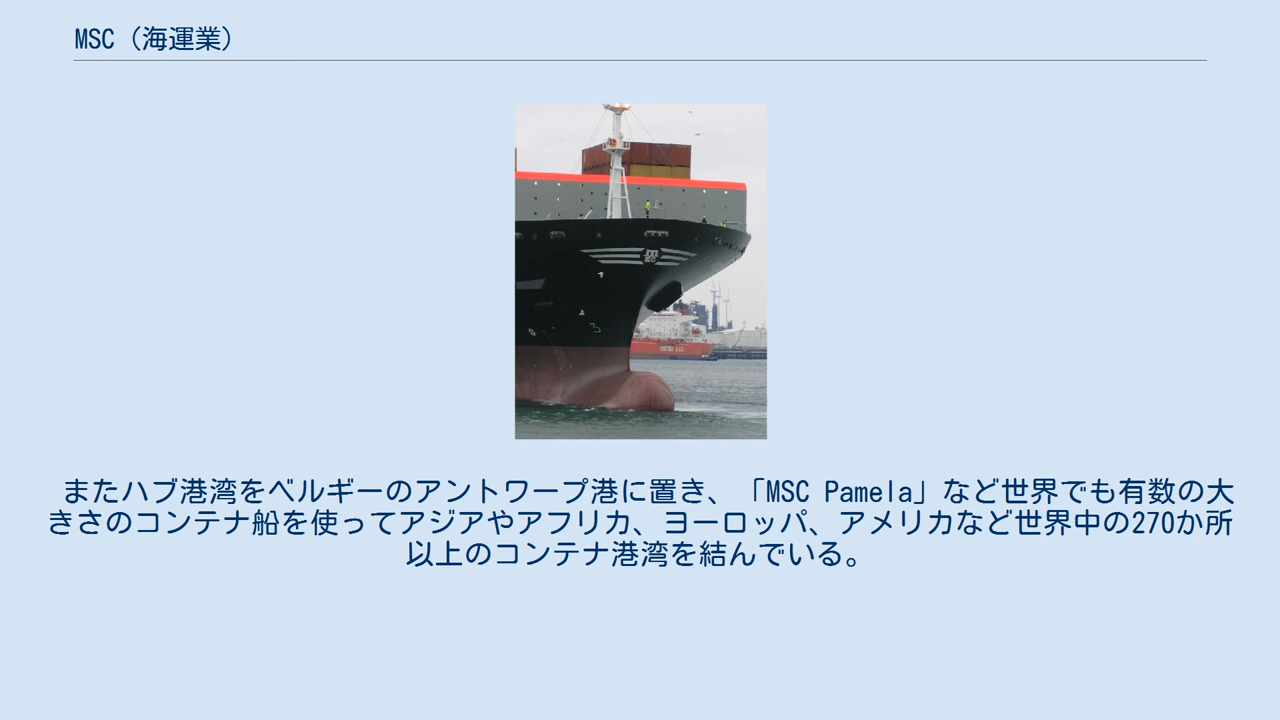 MSC（海運業）
またハブ港湾をベルギーのアントワープ港に置き、「MSC Pamela」など世界でも有数の大
きさのコンテナ船を使ってアジアやアフリカ、ヨーロッパ、アメリカなど世界中の270か所
以上のコンテナ港湾を結んでいる。